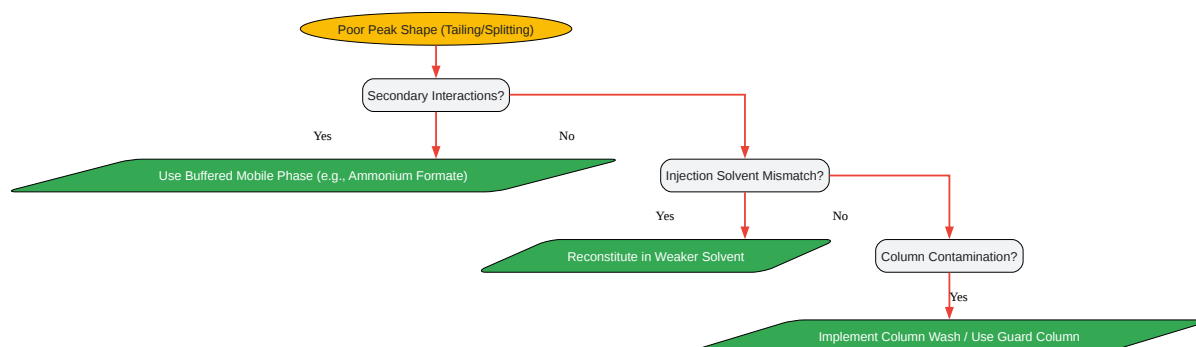 Poor Peak Shape (Tailing/Splitting)
Secondary Interactions?
Yes
No
Use Buffered Mobile Phase (e.g., Ammonium Formate)
Injection Solvent Mismatch?
Yes
No
Reconstitute in Weaker Solvent
Column Contamination?
Yes
Implement Column Wash / Use Guard Column